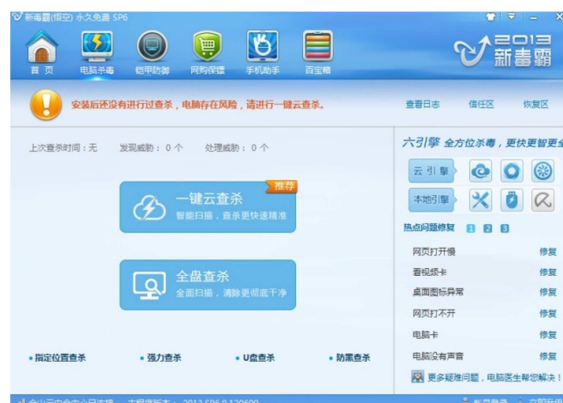 新毒霸(悟空) 永久免费 SP6
首页
电脑杀毒
铠甲防御
网购保镖
手机助手
百宝箱
2013
新毒霸
安装后还没有进行过查杀，电脑存在风险，请进行一键云查杀。
查看日志
信任区
恢复区
上次查杀时间：无
发现威胁： 0 个
处理威胁： 0 个
六引擎 全方位杀毒，更快更智更全
推荐
一键云查杀
智能扫描，查杀更快速精准
云引擎
本地引擎
热点问题修复 1 2 3
全盘查杀
全面扫描，清除更彻底干净
网页打开慢 修复
看视频卡 修复
桌面图标异常 修复
网页打不开 修复
电脑卡 修复
电脑没有声音 修复
• 指定位置查杀
• 强力查杀
• U盘查杀
• 防黑查杀
更多疑难问题，电脑医生帮您解决！